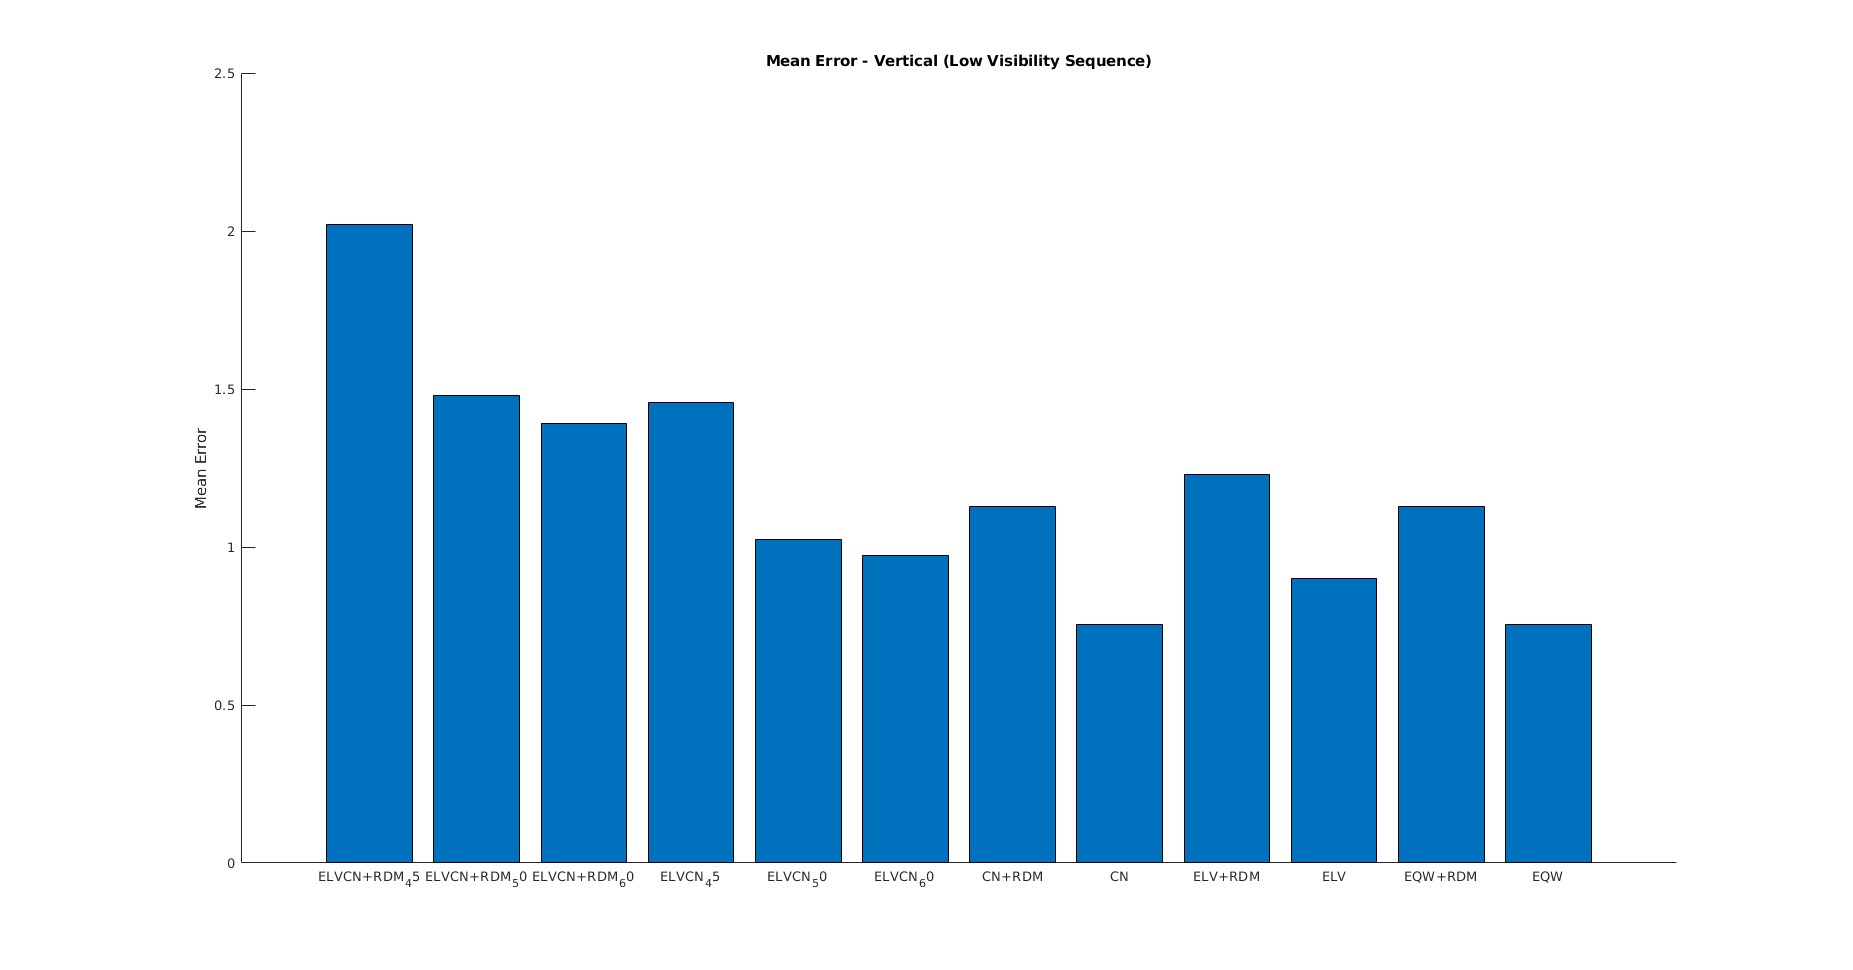 Mean Error - Vertical (Low Visibility Sequence)
2.5
2
1.5
1
0.5
0
Mean Error
ELVCN+RDM₄5 ELVCN+RDM₅0 ELVCN+RDM₆0 ELVCN₄5 ELVCN₅0 ELVCN₆0 CN+RDM CN ELV+RDM ELV EQW+RDM EQW